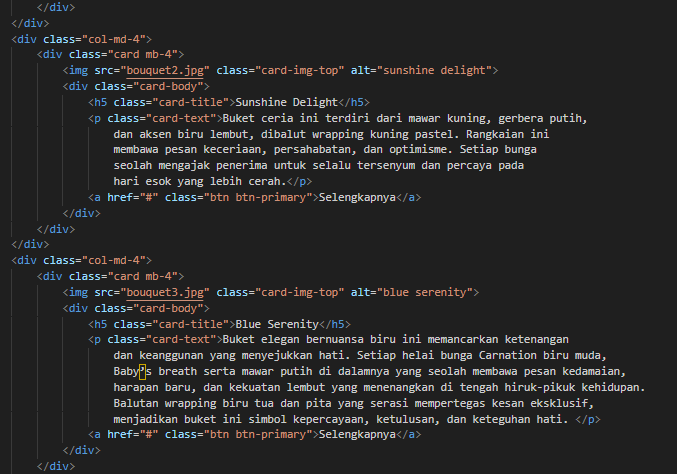 </div>
</div>
<div class="col-md-4">
<div class="card mb-4">
<img src="bouquet2.jpg" class="card-img-top" alt="sunshine delight">
<div class="card-body">
<h5 class="card-title">Sunshine Delight</h5>
<p class="card-text">Buket ceria ini terdiri dari mawar kuning, gerbera putih,
dan aksen biru lembut, dibalut wrapping kuning pastel. Rangkaian ini
membawa pesan keceriaan, persahabatan, dan optimisme. Setiap bunga
seolah mengajak penerima untuk selalu tersenyum dan percaya pada
hari esok yang lebih cerah.</p>
<a href="#" class="btn btn-primary">Selengkapnya</a>
</div>
</div>
</div>
<div class="col-md-4">
<div class="card mb-4">
<img src="bouquet3.jpg" class="card-img-top" alt="blue serenity">
<div class="card-body">
<h5 class="card-title">Blue Serenity</h5>
<p class="card-text">Buket elegan bernuansa biru ini memancarkan ketenangan
dan keanggunan yang menyejukkan hati. Setiap helai bunga Carnation biru muda,
Baby’s breath serta mawar putih di dalamnya yang seolah membawa pesan kedamaian,
harapan baru, dan kekuatan lembut yang menenangkan di tengah hiruk-pikuk kehidupan.
Balutan wrapping biru tua dan pita yang serasi mempertegas kesan eksklusif,
menjadikan buket ini simbol kepercayaan, ketulusan, dan keteguhan hati. </p>
<a href="#" class="btn btn-primary">Selengkapnya</a>
</div>
</div>